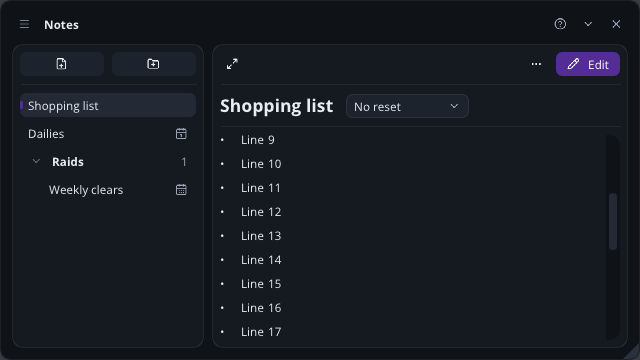 Notes
Edit
Shopping list
Dailies
Raids 1
Weekly clears
Shopping list No reset
• Line 9
• Line 10
• Line 11
• Line 12
• Line 13
• Line 14
• Line 15
• Line 16
• Line 17